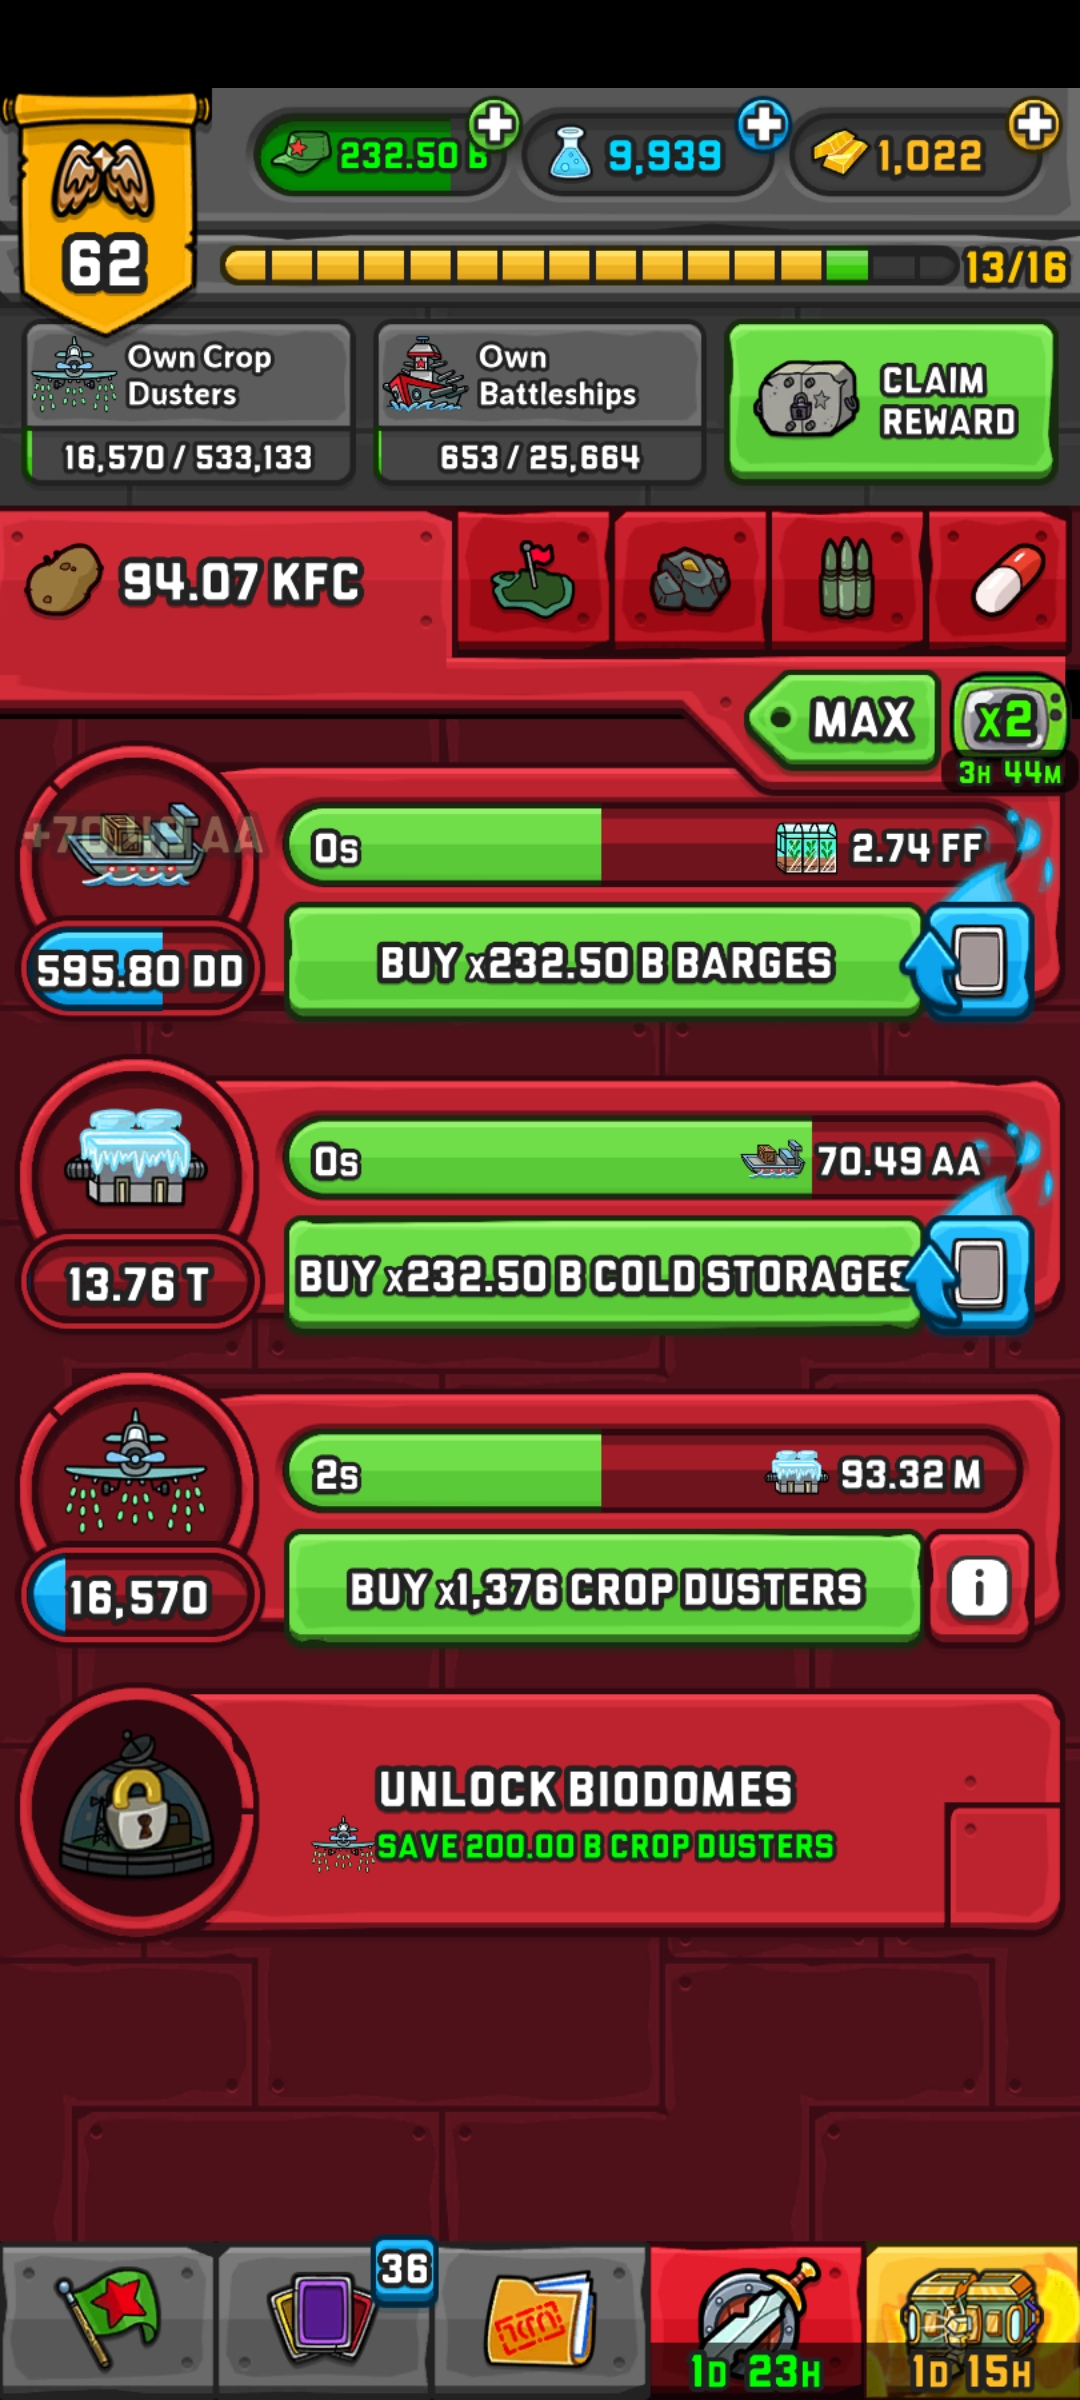 62
232.50 B
9,939
1,022
13/16
Own Crop
Dusters
16,570 / 533,133
Own
Battleships
653 / 25,664
CLAIM
REWARD
94.07 KFC
MAX
x2
3H 44M
0s
2.74 FF
595.80 DD
BUY x232.50 B BARGES
0s
70.49 AA
13.76 T
BUY x232.50 B COLD STORAGES
2s
93.32 M
16,570
BUY x1,376 CROP DUSTERS
i
UNLOCK BIODOMES
SAVE 200.00 B CROP DUSTERS
36
1D 23H
1D 15H